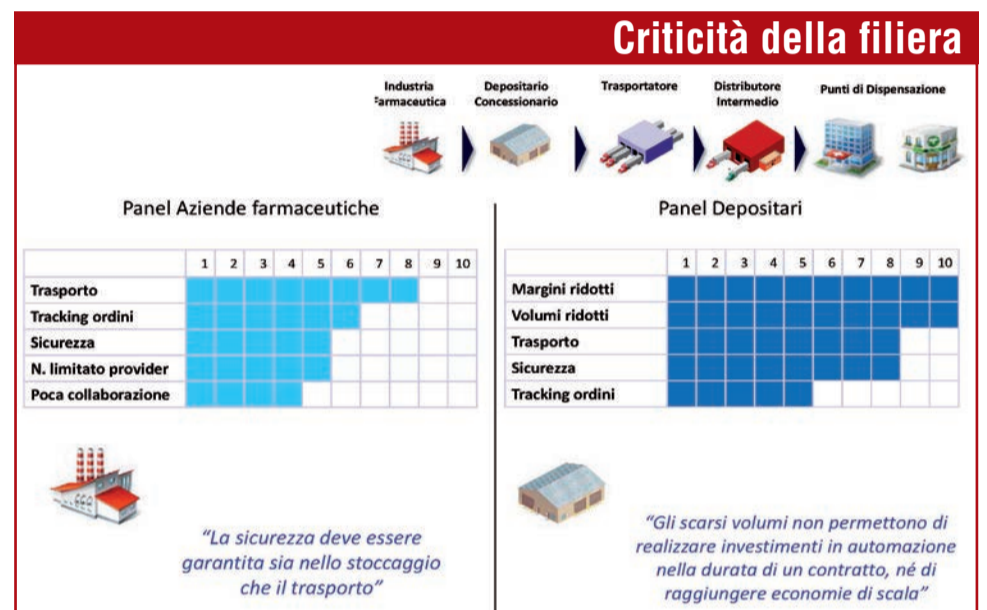 Criticità della filiera
Industria
Farmaceutica
Depositario
Concessionario
Trasportatore
Distributore
Intermedio
Punti di Dispensazione
Panel Aziende farmaceutiche
1 2 3 4 5 6 7 8 9 10
Trasporto
Tracking ordini
Sicurezza
N. limitato provider
Poca collaborazione
“La sicurezza deve essere
garantita sia nello stoccaggio
che il trasporto”
Panel Depositari
1 2 3 4 5 6 7 8 9 10
Margini ridotti
Volumi ridotti
Trasporto
Sicurezza
Tracking ordini
“Gli scarsi volumi non permettono di
realizzare investimenti in automazione
nella durata di un contratto, né di
raggiungere economie di scala”